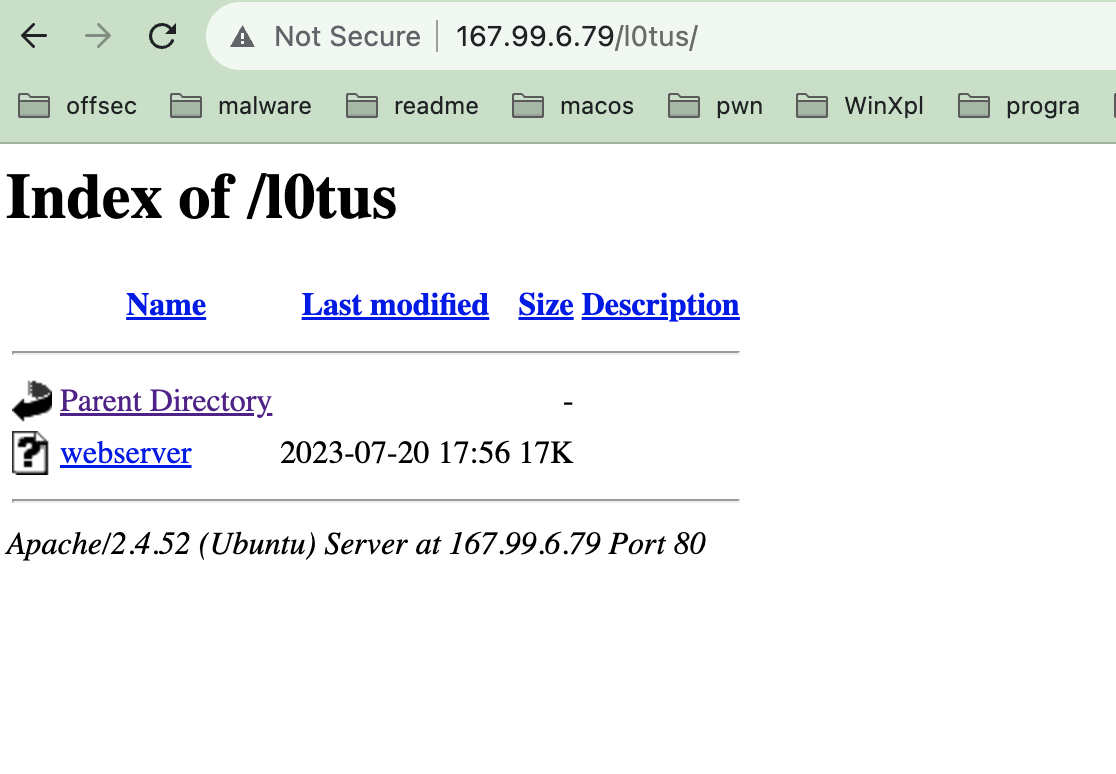 Not Secure 167.99.6.79/l0tus/
offsec malware readme macos pwn WinXpl progra
Index of /l0tus
Name Last modified Size Description
Parent Directory -
webserver 2023-07-20 17:56 17K
Apache/2.4.52 (Ubuntu) Server at 167.99.6.79 Port 80